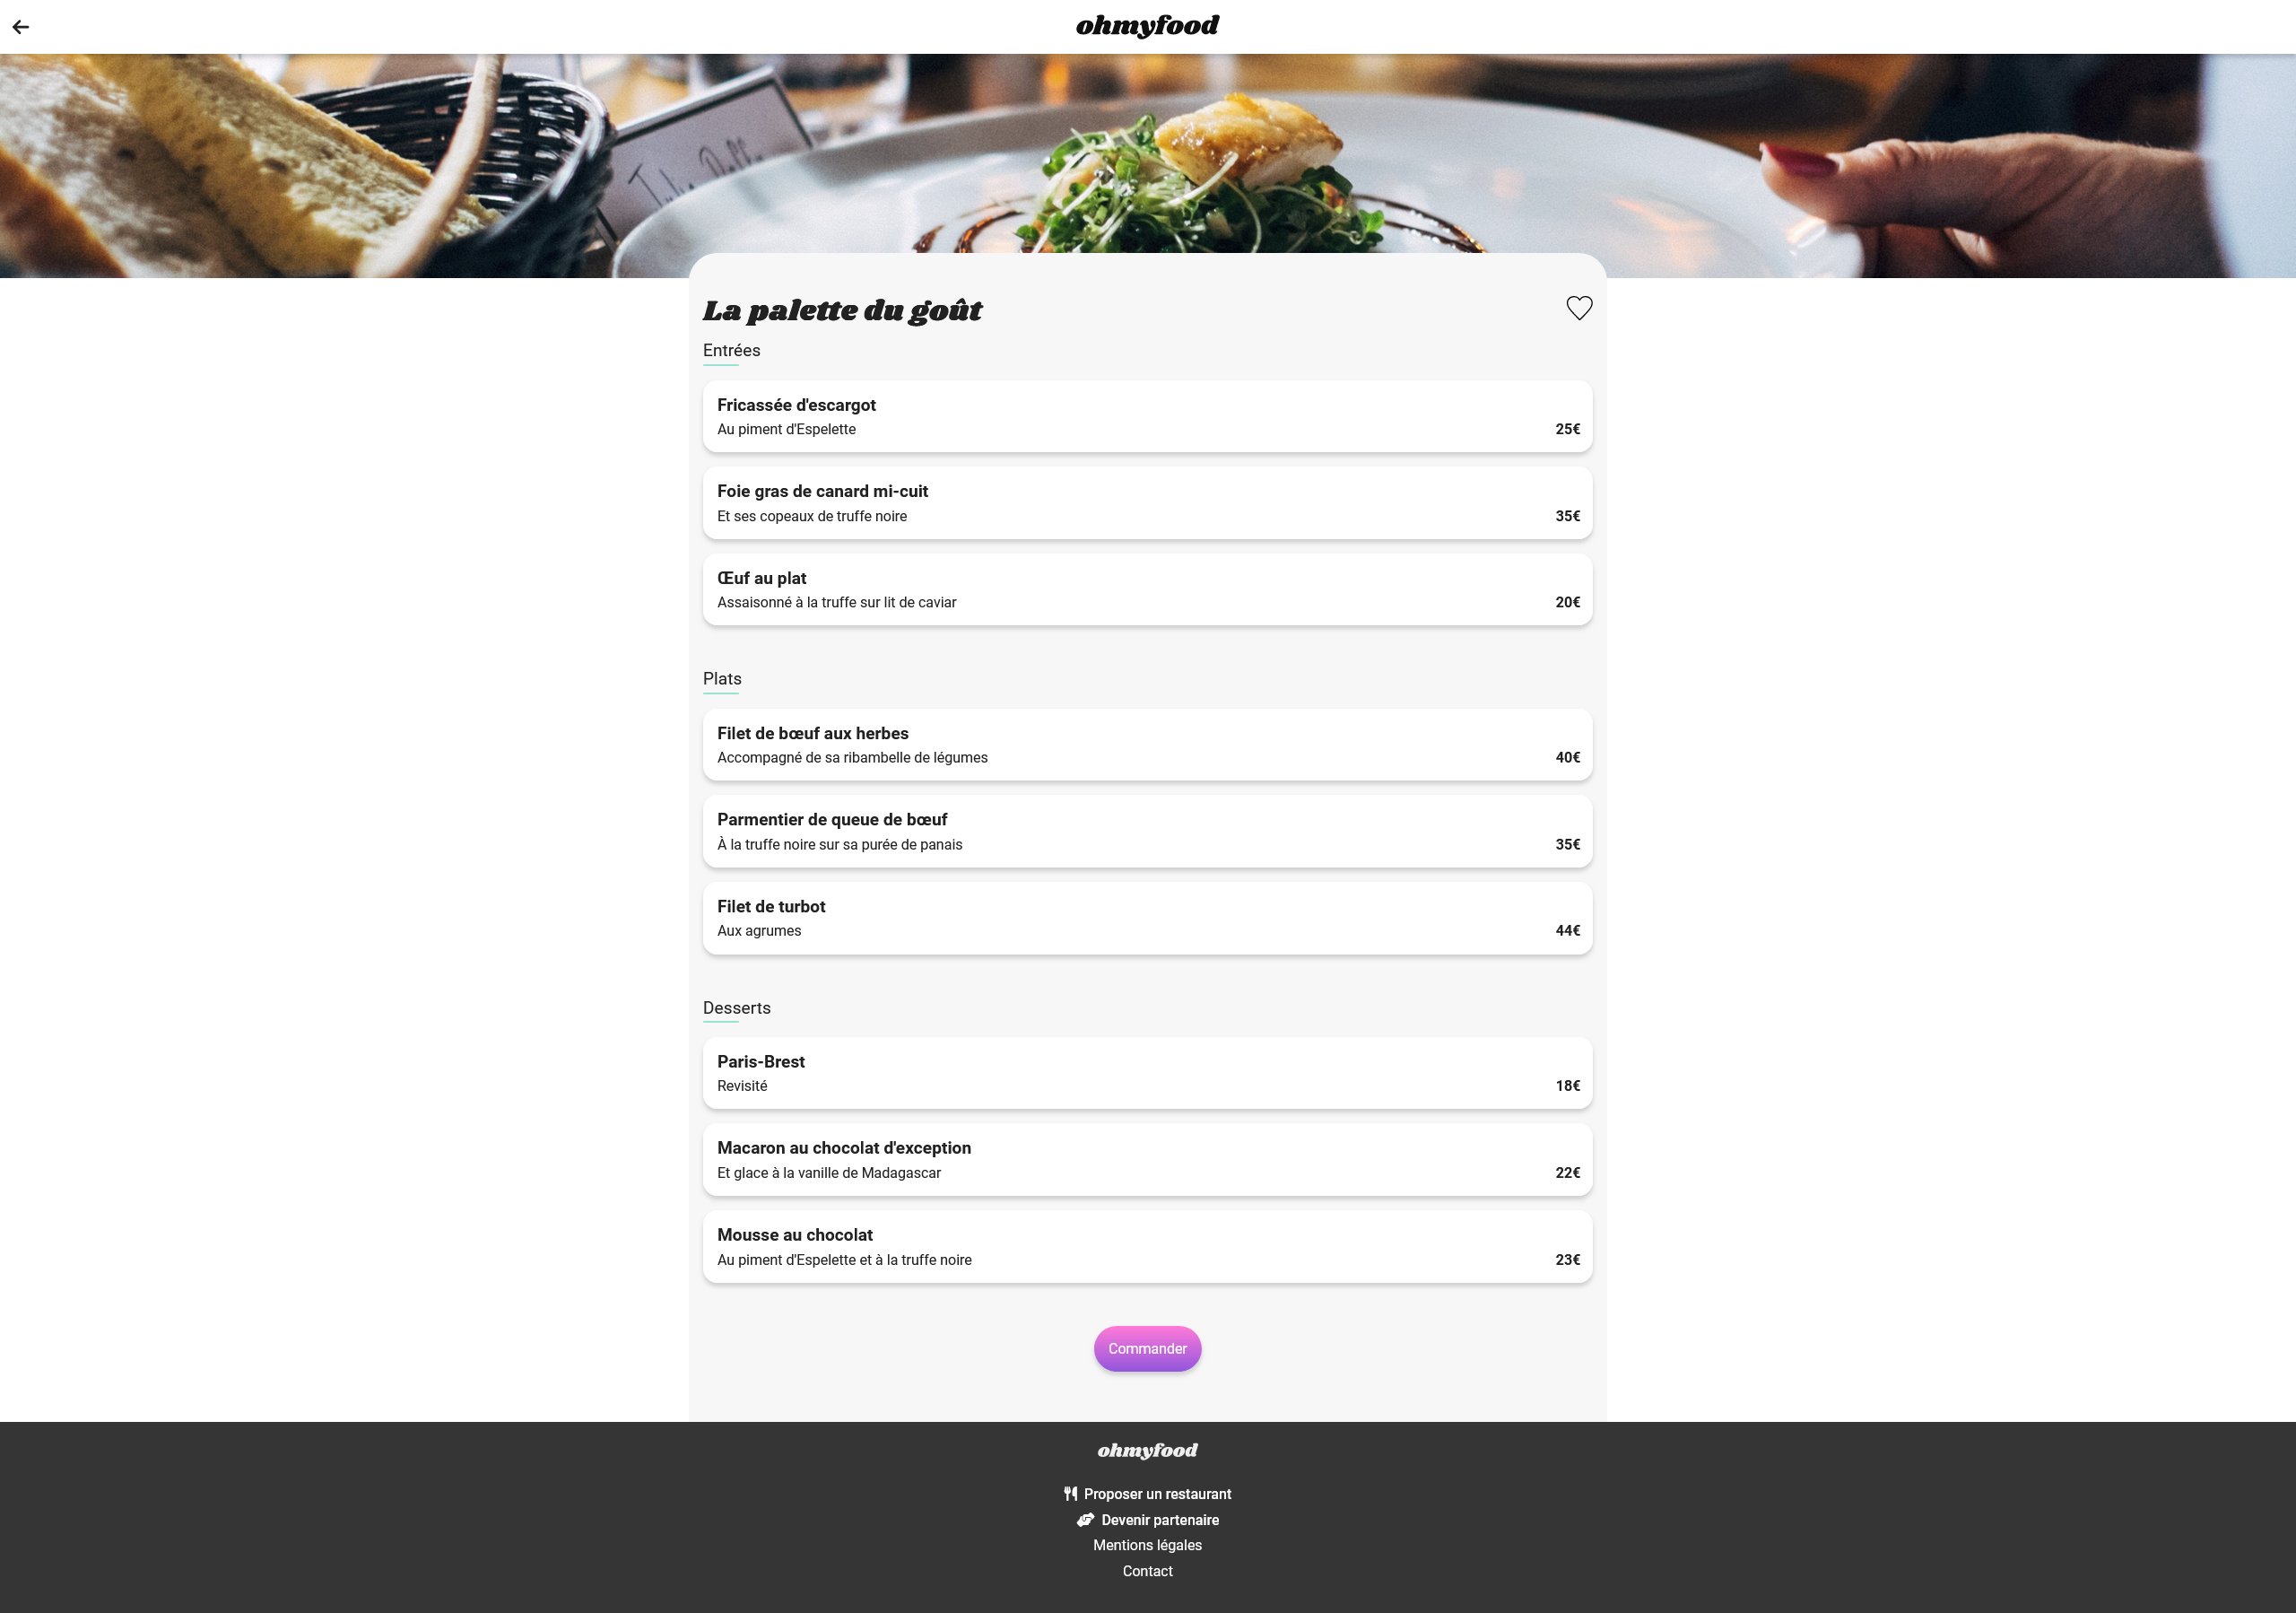 ohmyfood
La palette du goût
Entrées
Fricassée d'escargot
Au piment d'Espelette
25€
Foie gras de canard mi-cuit
Et ses copeaux de truffe noire
35€
Œuf au plat
Assaisonné à la truffe sur lit de caviar
20€
Plats
Filet de bœuf aux herbes
Accompagné de sa ribambelle de légumes
40€
Parmentier de queue de bœuf
À la truffe noire sur sa purée de panais
35€
Filet de turbot
Aux agrumes
44€
Desserts
Paris-Brest
Revisité
18€
Macaron au chocolat d'exception
Et glace à la vanille de Madagascar
22€
Mousse au chocolat
Au piment d'Espelette et à la truffe noire
23€
Commander
ohmyfood
Proposer un restaurant
Devenir partenaire
Mentions légales
Contact